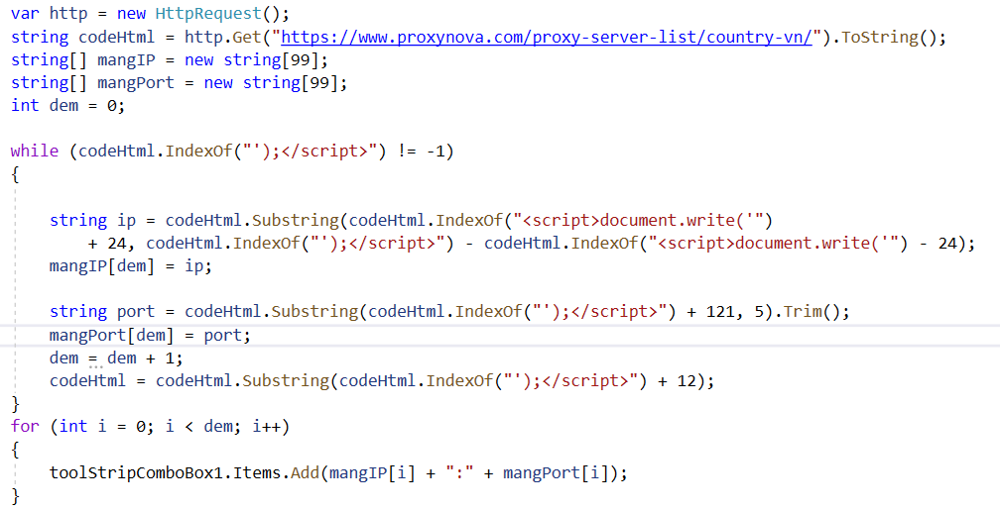 var http = new HttpRequest();
string codeHtml = http.Get("https://www.proxynova.com/proxy-server-list/country-vn/").ToString();
string[] mangIP = new string[99];
string[] mangPort = new string[99];
int dem = 0;
while (codeHtml.IndexOf("');</script>") != -1)
{
string ip = codeHtml.Substring(codeHtml.IndexOf("<script>document.write('")
+ 24, codeHtml.IndexOf("');</script>") - codeHtml.IndexOf("<script>document.write('") - 24);
mangIP[dem] = ip;
string port = codeHtml.Substring(codeHtml.IndexOf("');</script>") + 121, 5).Trim();
mangPort[dem] = port;
dem = dem + 1;
codeHtml = codeHtml.Substring(codeHtml.IndexOf("');</script>") + 12);
}
for (int i = 0; i < dem; i++)
{
toolStripComboBox1.Items.Add(mangIP[i] + ":" + mangPort[i]);
}